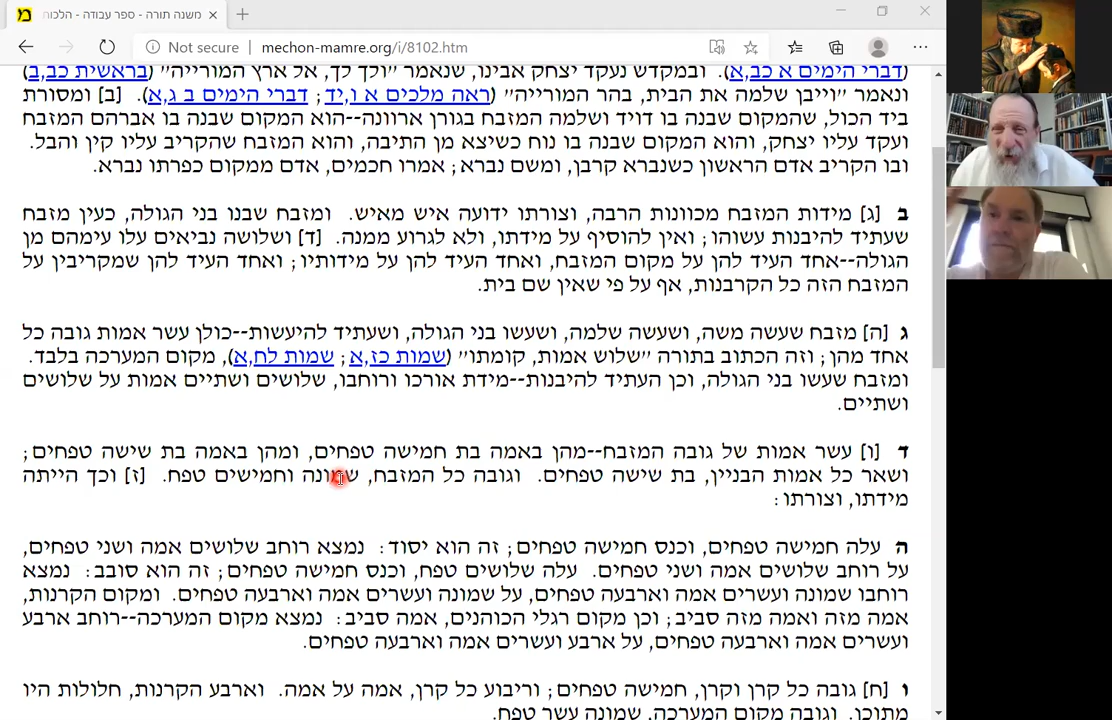 משנה תורה - ספר עבודה - הלכות
Not secure | mechon-mamre.org/i/8102.htm
(דברי הימים א כב,א). ובמקדש נעקד יצחק אבינו, שנאמר "ולך לך, אל ארץ המורייה" (בראשית כב,ב)
ונאמר "וייבן שלמה את הבית, בהר המורייה" (ראה מלכים א ו,יד; דברי הימים ב ג,א). [ב] ומסורת
ביד הכול, שהמקום שבנה בו דויד ושלמה המזבח בגורן ארוונה--הוא המקום שבנה בו אברהם המזבח
ועקד עליו יצחק, והוא המקום שבנה בו נוח כשיצא מן התיבה, והוא המזבח שהקריב עליו קין והבל.
ובו הקריב אדם הראשון כשנברא קרבן, ומשם נברא; אמרו חכמים, אדם ממקום כפרתו נברא.
ב [ג] מידות המזבח מכוונות הרבה, וצורתו ידועה איש מאיש. ומזבח שבנו בני הגולה, כעין מזבח
שעתיד להיבנות עשוהו; ואין להוסיף על מידתו, ולא לגרוע ממנה. [ד] ושלושה נביאים עלו עימהם מן
הגולה--אחד העיד להן על מקום המזבח, ואחד העיד להן על מידותיו; ואחד העיד להן שמקריבין על
המזבח הזה כל הקרבנות, אף על פי שאין שם בית.
ג [ה] מזבח שעשה משה, ושעשה שלמה, ושעשו בני הגולה, ושעתיד להיעשות--כולן עשר אמות גובה כל
אחד מהן; וזה הכתוב בתורה "שלוש אמות, קומתו" (שמות כז,א; שמות לח,א), מקום המערכה בלבד.
ומזבח שעשו בני הגולה, וכן העתיד להיבנות--מידת אורכו ורוחבו, שלושים ושתיים אמות על שלושים
ושתיים.
ד [ו] עשר אמות של גובה המזבח--מהן באמה בת חמישה טפחים, ומהן באמה בת שישה טפחים;
ושאר כל אמות הבניין, בת שישה טפחים. וגובה כל המזבח, שמונה וחמישים טפח. [ז] וכך הייתה
מידתו, וצורתו:
ה עלה חמישה טפחים, וכנס חמישה טפחים; זה הוא יסוד: נמצא רוחב שלושים אמה ושני טפחים,
על רוחב שלושים אמה ושני טפחים. עלה שלושים טפח, וכנס חמישה טפחים; זה הוא סובב: נמצא
רוחבו שמונה ועשרים אמה וארבעה טפחים, על שמונה ועשרים אמה וארבעה טפחים. ומקום הקרנות,
אמה מזה ואמה מזה סביב; וכן מקום רגלי הכוהנים, אמה סביב: נמצא מקום המערכה--רוחב ארבע
ועשרים אמה וארבעה טפחים, על ארבע ועשרים אמה וארבעה טפחים.
ו [ח] גובה כל קרן וקרן, חמישה טפחים; וריבוע כל קרן, אמה על אמה. וארבע הקרנות, חלולות היו
מתוכן. וגובה מקום המערכה, שמונה עשר טפח.